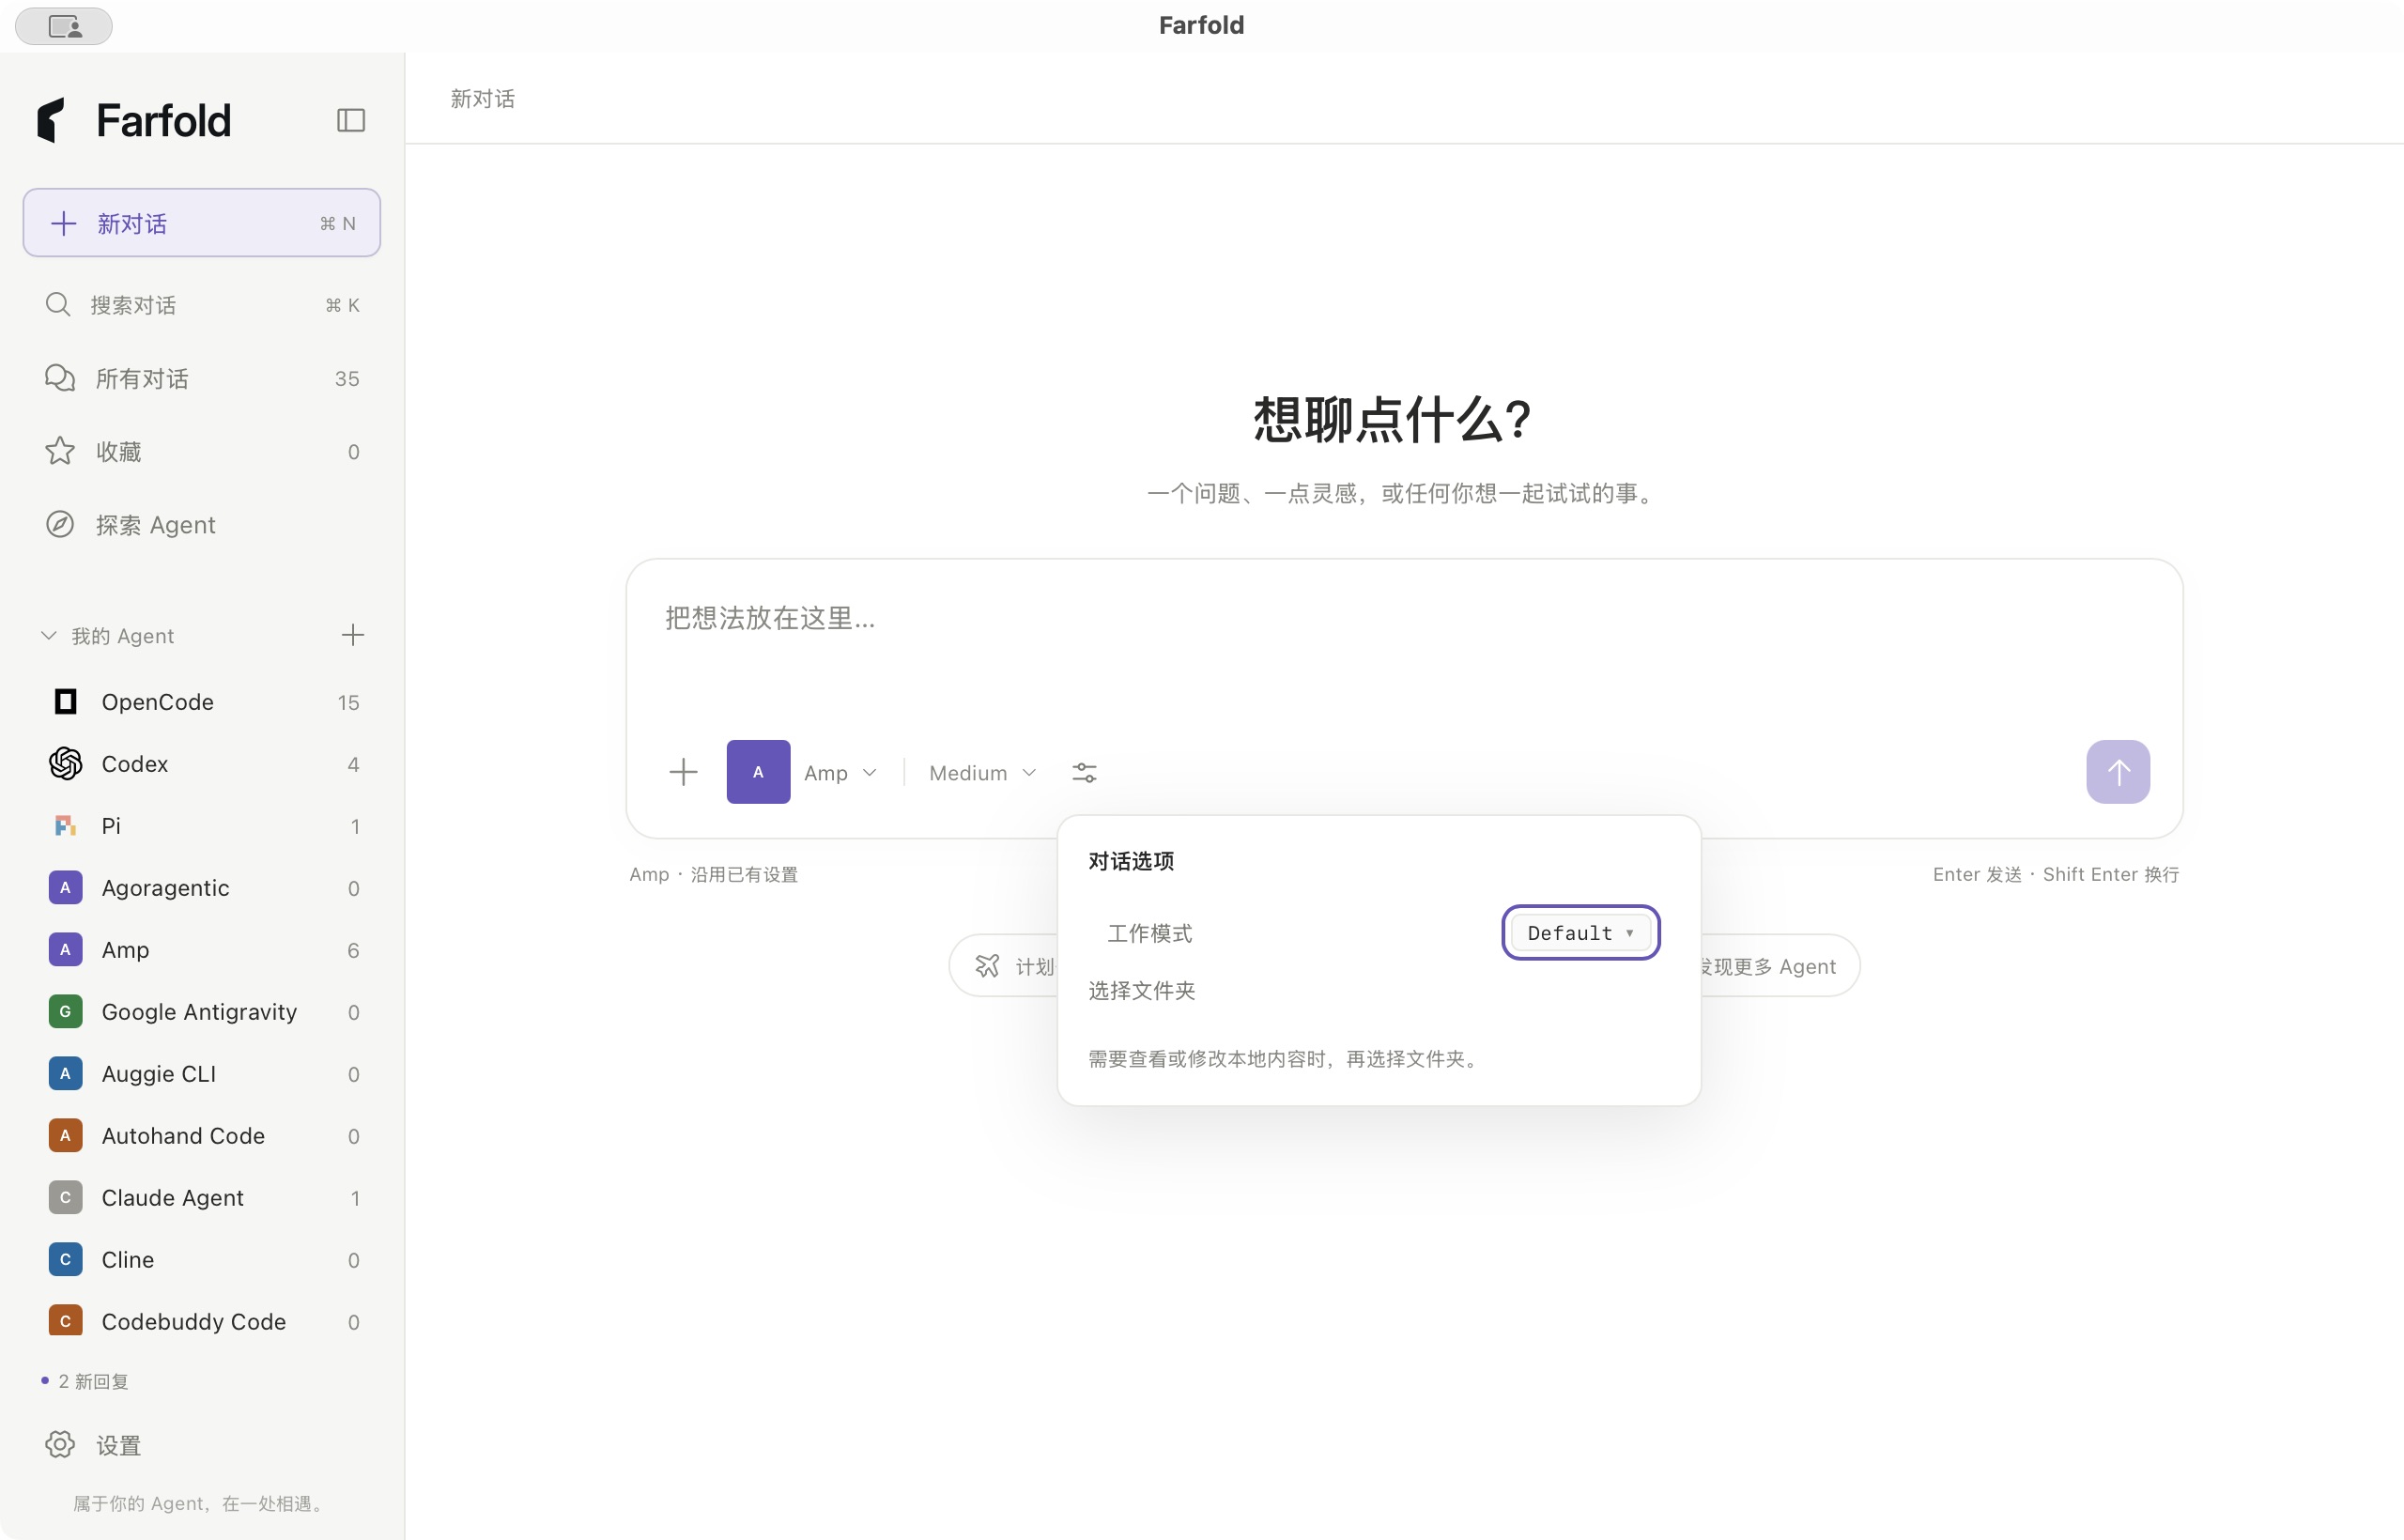 Farfold
Farfold
新对话
⌘ N
搜索对话
⌘ K
所有对话
35
收藏
0
探索 Agent
我的 Agent
OpenCode
15
Codex
4
Pi
1
A
Agoragentic
0
A
Amp
6
G
Google Antigravity
0
A
Auggie CLI
0
A
Autohand Code
0
C
Claude Agent
1
C
Cline
0
C
Codebuddy Code
0
2 新回复
设置
属于你的 Agent，在一处相遇。
新对话
想聊点什么？
一个问题、一点灵感，或任何你想一起试试的事。
把想法放在这里...
A
Amp
Medium
Amp · 沿用已有设置
Enter 发送 · Shift Enter 换行
对话选项
工作模式
Default
选择文件夹
需要查看或修改本地内容时，再选择文件夹。
计划
现更多 Agent